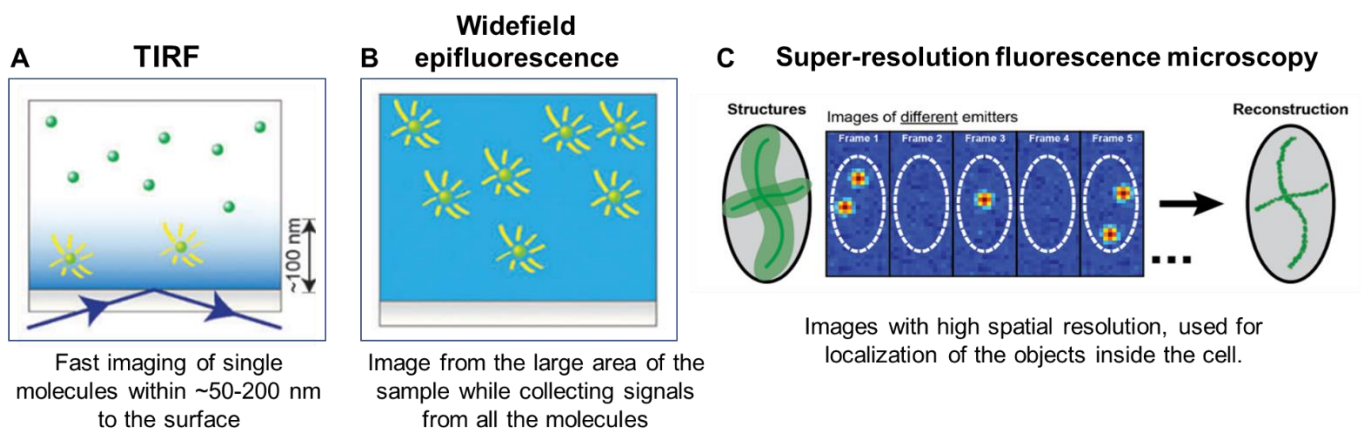 A TIRF
~100 nm
Fast imaging of single
molecules within ~50-200 nm
to the surface
B Widefield
epifluorescence
Image from the large area of the
sample while collecting signals
from all the molecules
C Super-resolution fluorescence microscopy
Structures
Images of different emitters
Frame 1 Frame 2 Frame 3 Frame 4 Frame 5
...
Reconstruction
Images with high spatial resolution, used for
localization of the objects inside the cell.